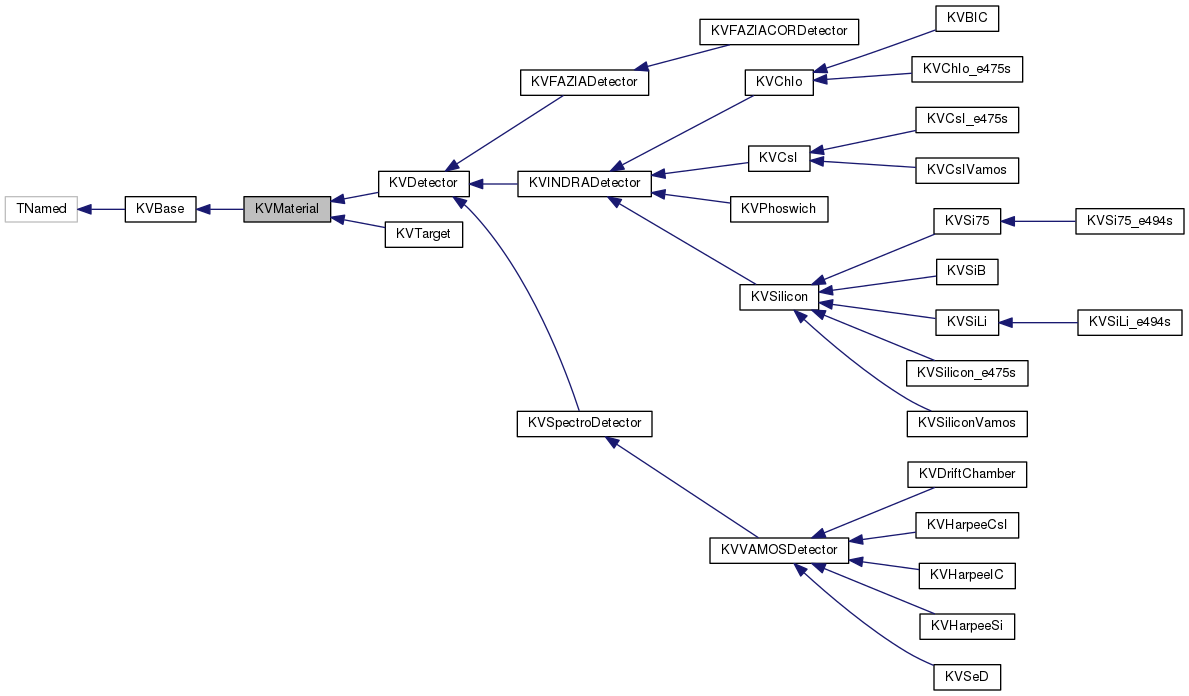 TNamed
KVBase
KVMaterial
KVDetector
KVTarget
KVFAZIADetector
KVFAZIACORDetector
KVINDRADetector
KVChIo
KVBIC
KVChIo_e475s
KVCsI
KVCsI_e475s
KVCsIVamos
KVPhoswich
KVSilicon
KVSi75
KVSi75_e494s
KVSiB
KVSiLi
KVSiLi_e494s
KVSilicon_e475s
KVSiliconVamos
KVSpectroDetector
KVVAMOSDetector
KVDriftChamber
KVHarpeeCsI
KVHarpeeIC
KVHarpeeSi
KVSeD